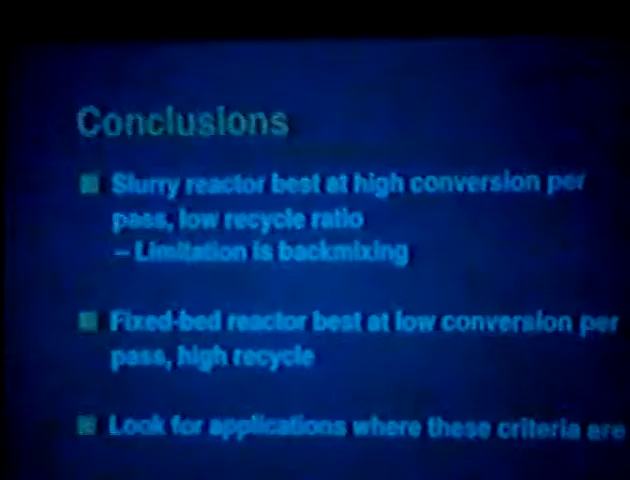 Conclusions
Slurry reactor best at high conversion per
pass, low recycle ratio
– Limitation is backmixing
Fixed-bed reactor best at low conversion per
pass, high recycle
Look for applications where these criteria are